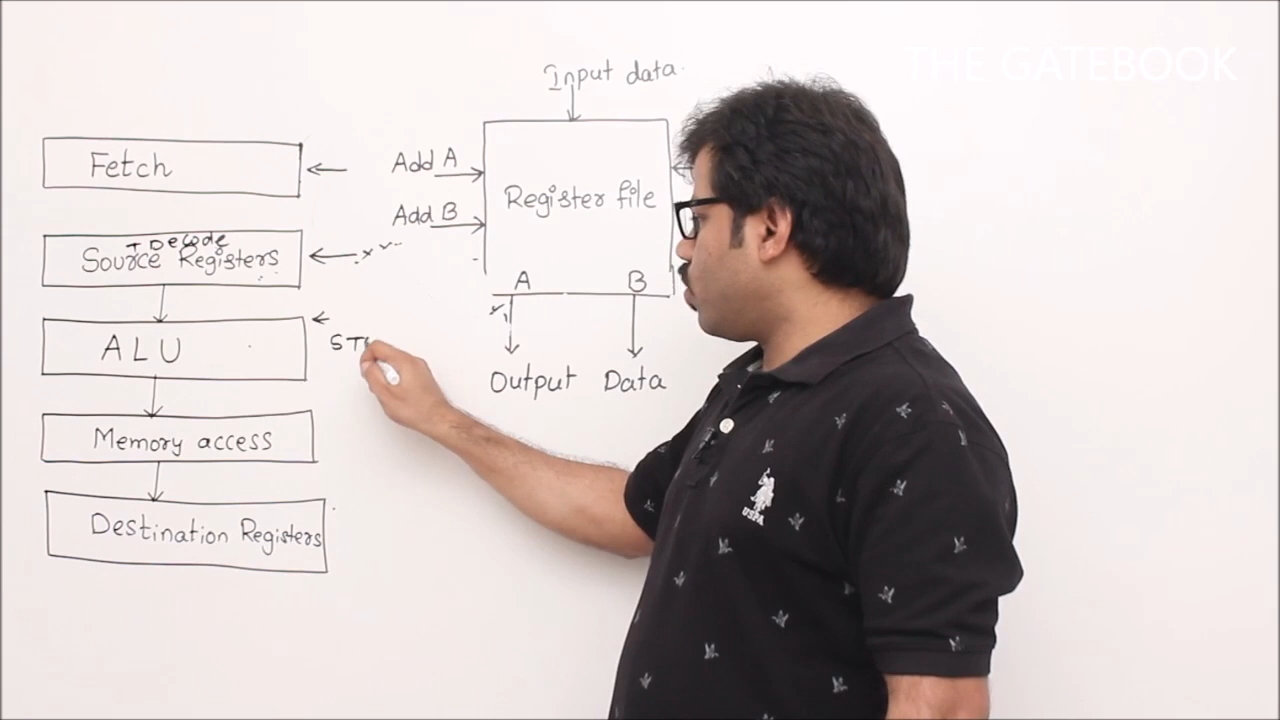 THE GATEBOOK
Input data
Fetch
Add A
Register file
Add B
+ Decode
Source Registers
A B
ALU
Output Data
Memory access
Destination Registers
USPA